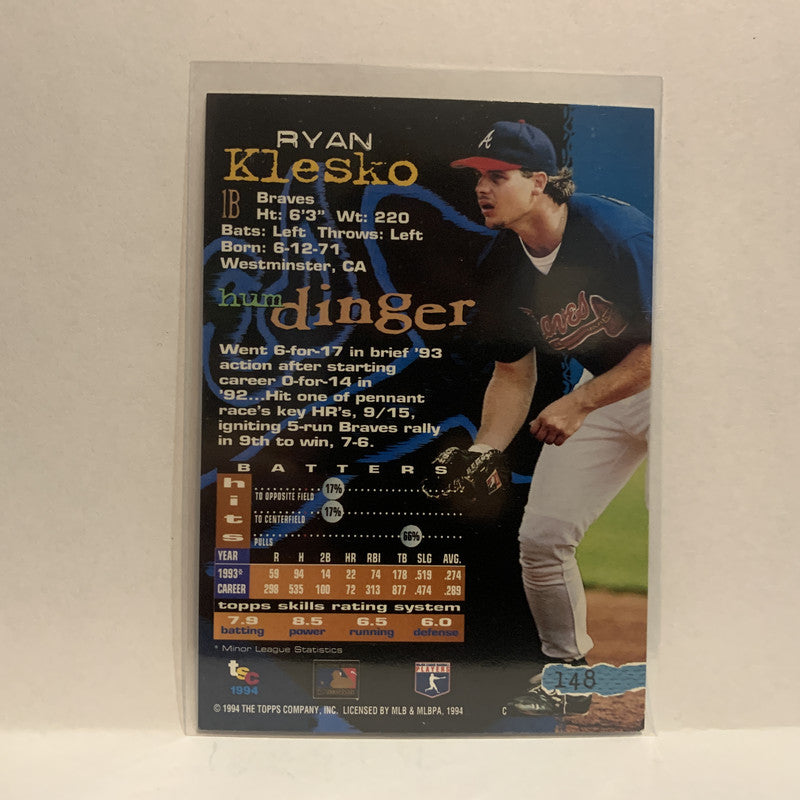 RYAN
Klesko
1B Braves
Ht: 6'3" Wt: 220
Bats: Left Throws: Left
Born: 6-12-71
Westminster, CA
humdinger
Went 6-for-17 in brief '93
action after starting
career 0-for-14 in
'92...Hit one of pennant
race's key HR's, 9/15,
igniting 5-run Braves rally
in 9th to win, 7-6.
BATTERS
hits
TO OPPOSITE FIELD 17%
TO CENTERFIELD 17%
PULLS 66%
YEAR R H 2B HR RBI TB SLG AVG.
1993* 59 94 14 22 74 178 .519 .274
CAREER 298 535 100 72 313 877 .474 .289
topps skills rating system
7.9 8.5 6.5 6.0
batting power running defense
* Minor League Statistics
tsc
1994
PLAYERS
148
© 1994 THE TOPPS COMPANY, INC. LICENSED BY MLB & MLBPA. 1994 C
A
Braves